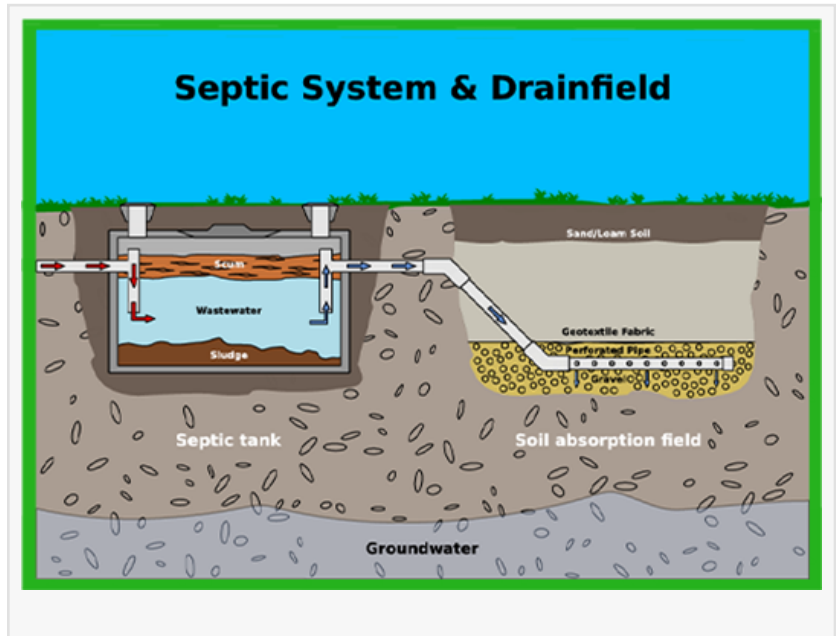 Septic System & Drainfield
Sand/Loam Soil
Scum
Wastewater
Geotextile Fabric
Perforated Pipe
Sludge
Gravel
Septic tank
Soil absorption field
Groundwater